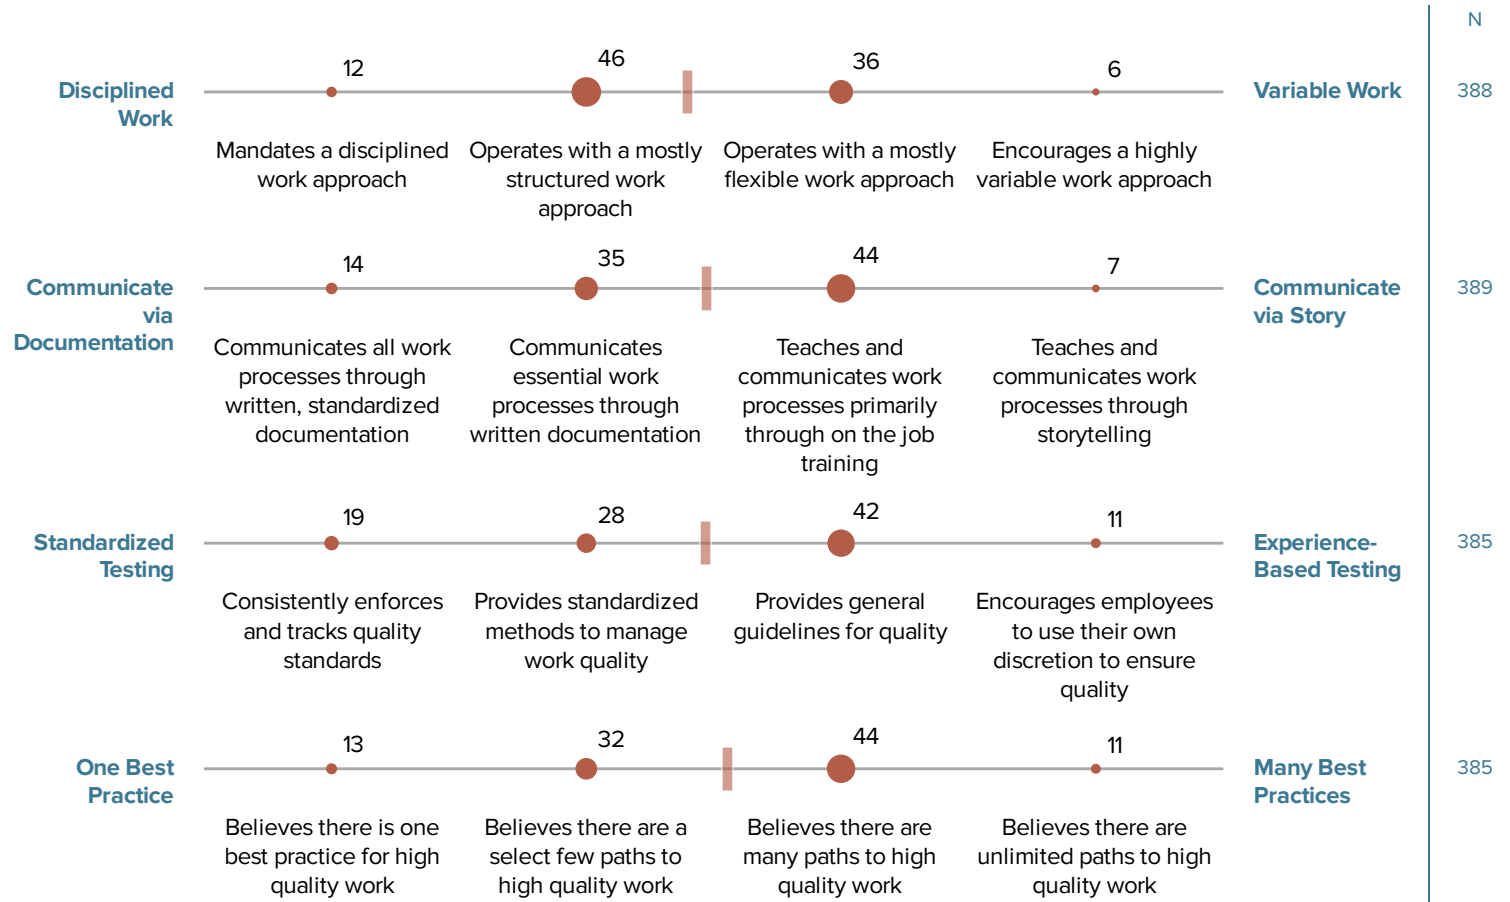 N
12
46
36
6
Disciplined
Work
Variable Work
388
Mandates a disciplined
work approach
Operates with a mostly
structured work
approach
Operates with a mostly
flexible work approach
Encourages a highly
variable work approach
14
35
44
7
Communicate
via
Documentation
Communicate
via Story
389
Communicates all work
processes through
written, standardized
documentation
Communicates
essential work
processes through
written documentation
Teaches and
communicates work
processes primarily
through on the job
training
Teaches and
communicates work
processes through
storytelling
19
28
42
11
Standardized
Testing
Experience-
Based Testing
385
Consistently enforces
and tracks quality
standards
Provides standardized
methods to manage
work quality
Provides general
guidelines for quality
Encourages employees
to use their own
discretion to ensure
quality
13
32
44
11
One Best
Practice
Many Best
Practices
385
Believes there is one
best practice for high
quality work
Believes there are a
select few paths to
high quality work
Believes there are
many paths to high
quality work
Believes there are
unlimited paths to high
quality work